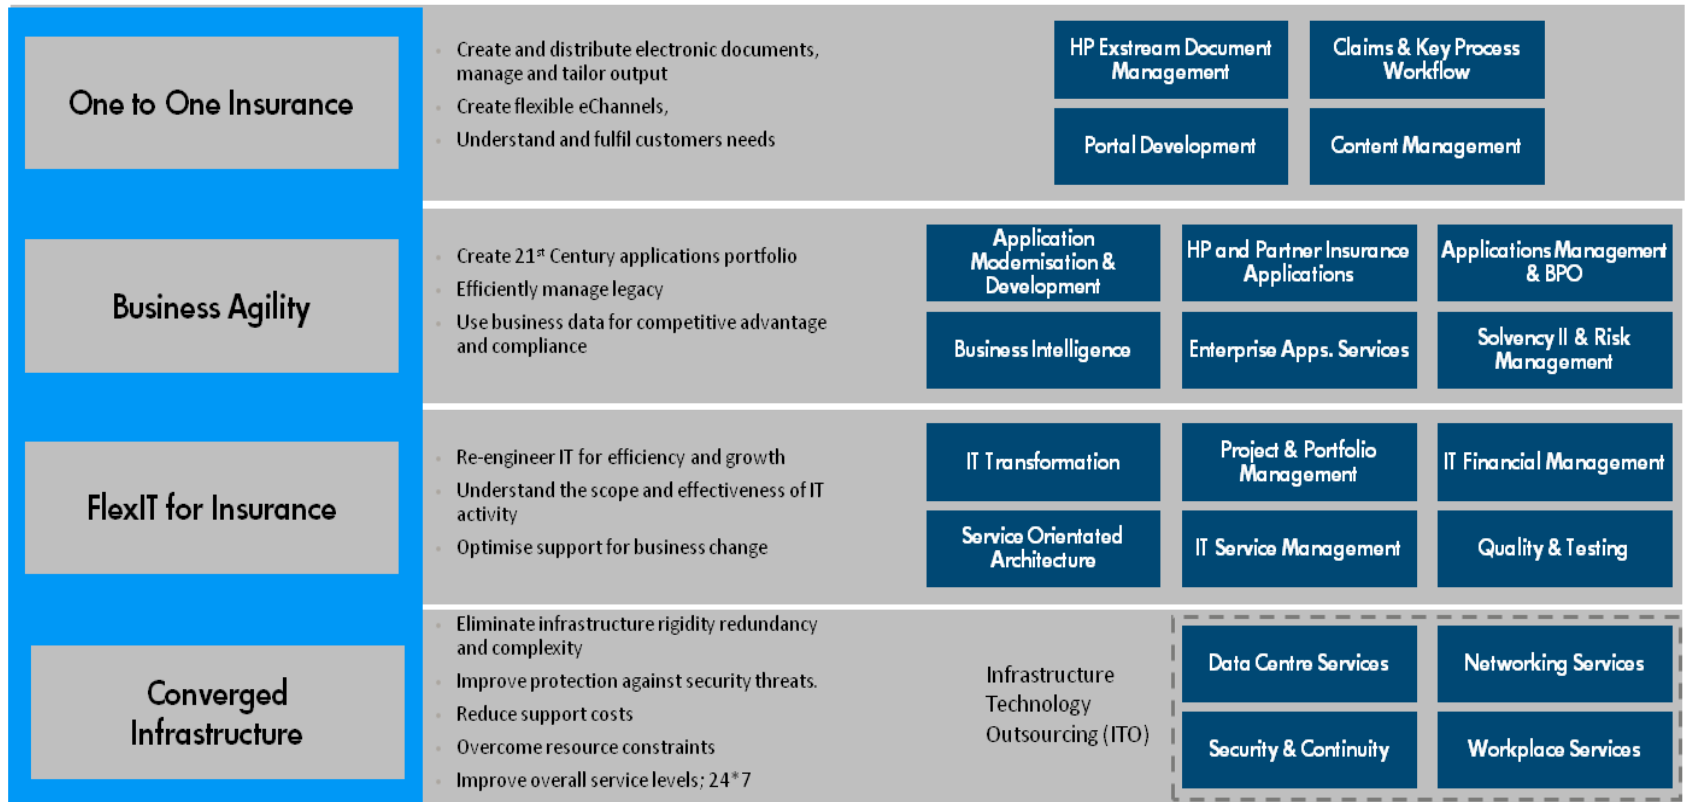 One to One Insurance
Create and distribute electronic documents,
manage and tailor output
Create flexible eChannels,
Understand and fulfil customers needs
HP Exstream Document
Management
Claims & Key Process
Workflow
Portal Development
Content Management
Business Agility
Create 21st Century applications portfolio
Efficiently manage legacy
Use business data for competitive advantage
and compliance
Application
Modernisation &
Development
HP and Partner Insurance
Applications
Applications Management
& BPO
Business Intelligence
Enterprise Apps. Services
Solvency II & Risk
Management
FlexIT for Insurance
Re-engineer IT for efficiency and growth
Understand the scope and effectiveness of IT
activity
Optimise support for business change
IT Transformation
Project & Portfolio
Management
IT Financial Management
Service Orientated
Architecture
IT Service Management
Quality & Testing
Converged
Infrastructure
Eliminate infrastructure rigidity redundancy
and complexity
Improve protection against security threats.
Reduce support costs
Overcome resource constraints
Improve overall service levels; 24*7
Infrastructure
Technology
Outsourcing (ITO)
Data Centre Services
Networking Services
Security & Continuity
Workplace Services